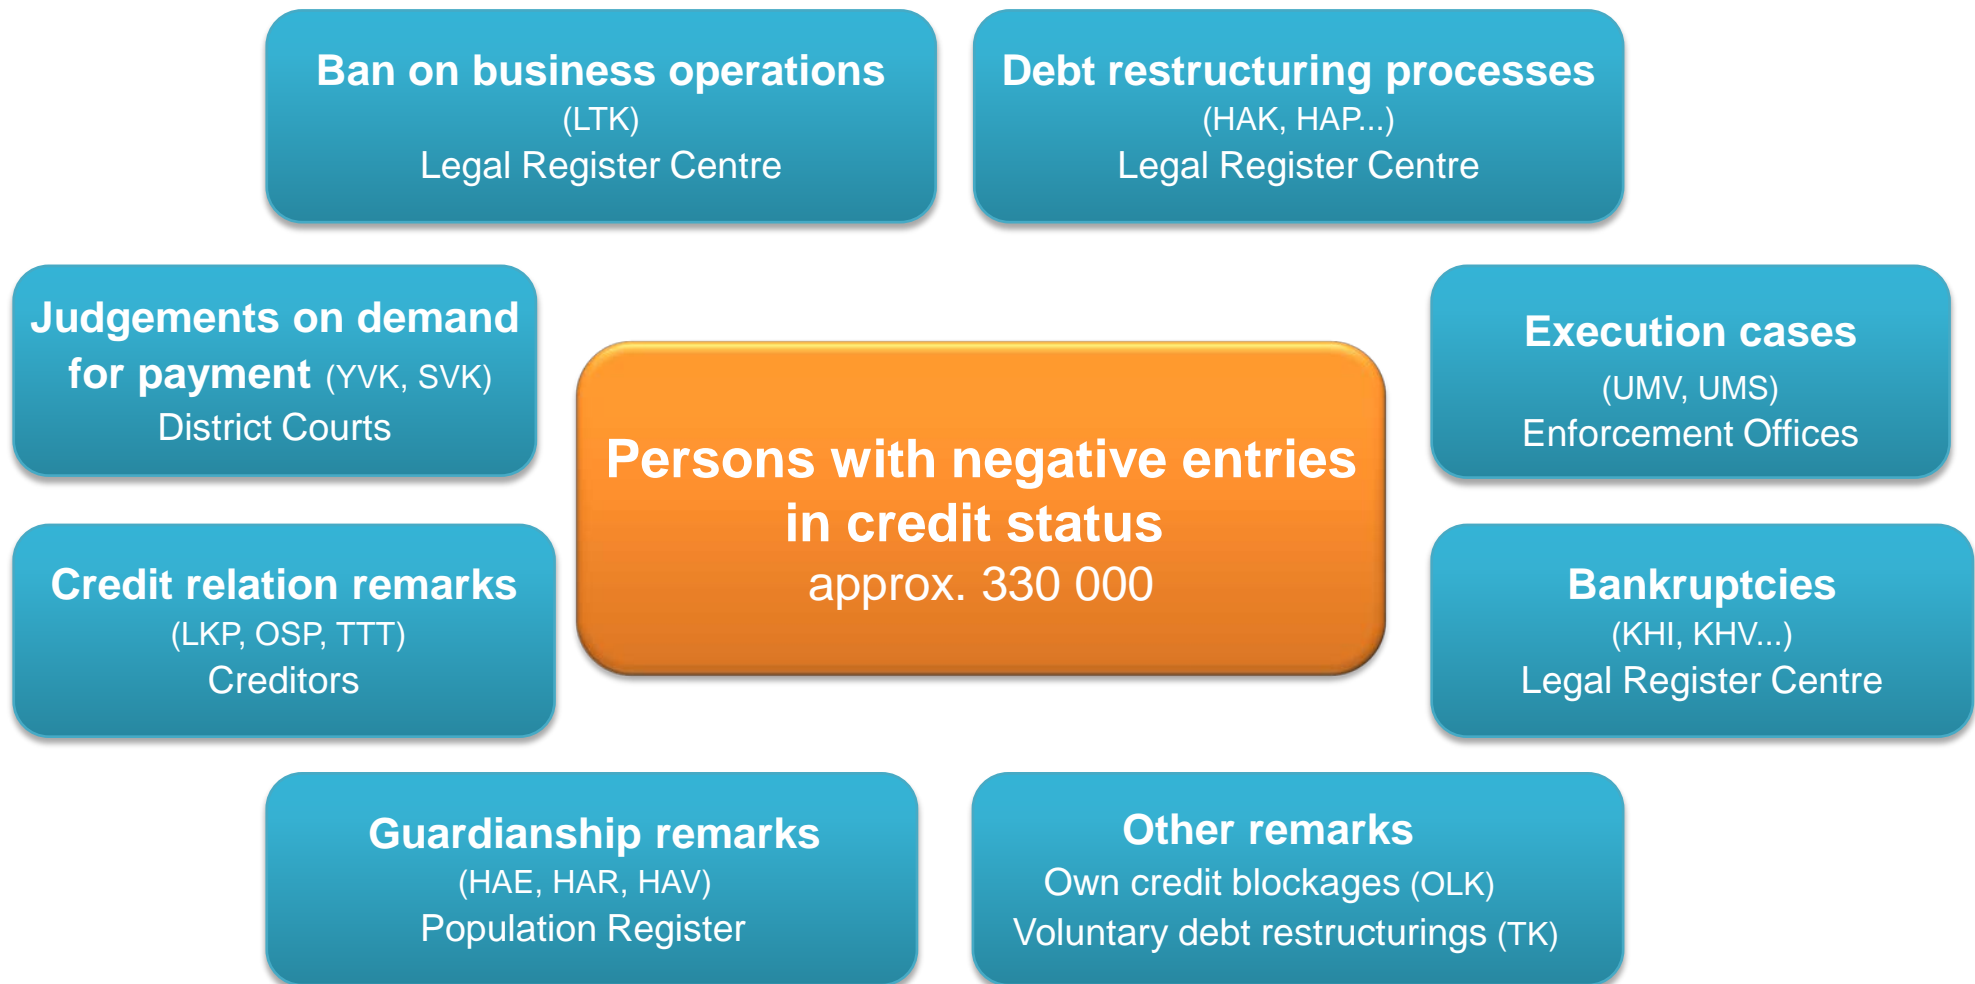 Ban on business operations
(LTK)
Legal Register Centre
Debt restructuring processes
(HAK, HAP...)
Legal Register Centre
Judgements on demand
for payment (YVK, SVK)
District Courts
Execution cases
(UMV, UMS)
Enforcement Offices
Persons with negative entries
in credit status
approx. 330 000
Credit relation remarks
(LKP, OSP, TTT)
Creditors
Bankruptcies
(KHI, KHV...)
Legal Register Centre
Guardianship remarks
(HAE, HAR, HAV)
Population Register
Other remarks
Own credit blockages (OLK)
Voluntary debt restructurings (TK)